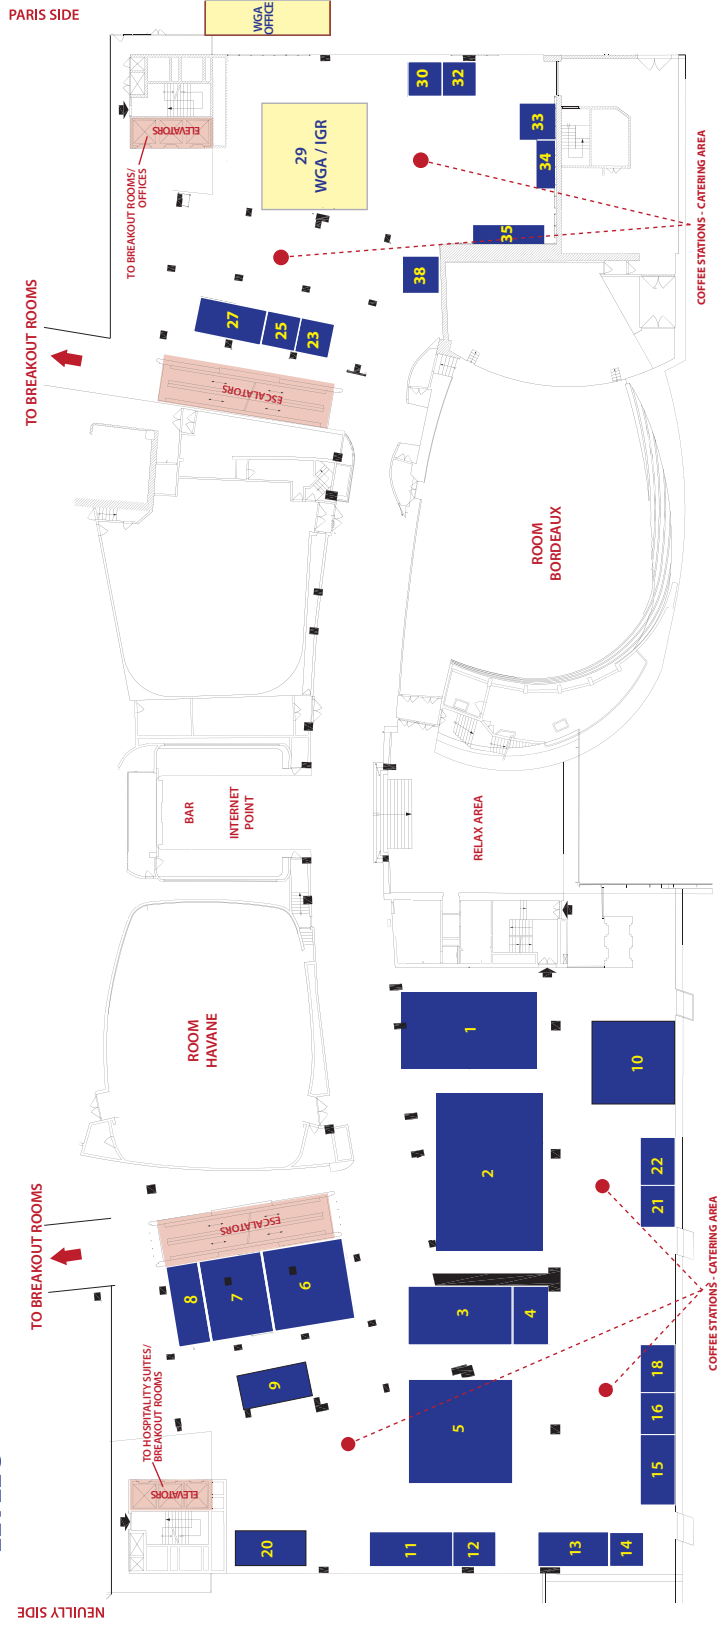 PARIS SIDE
WGA
OFFICE
30
32
33
34
35
38
29
WGA / IGR
ELEVATORS
TO BREAKOUT ROOMS/
OFFICES
COFFEE STATIONS - CATERING AREA
TO BREAKOUT ROOMS
27
25
23
ESCALATORS
ROOM
BORDEAUX
BAR
INTERNET
POINT
RELAX AREA
ROOM
HAVANE
1
10
2
22
21
TO BREAKOUT ROOMS
ESCALATORS
8
7
6
3
4
COFFEE STATIONS - CATERING AREA
9
5
18
16
15
TO HOSPITALITY SUITES/
BREAKOUT ROOMS
ELEVATORS
20
11
12
13
14
NEUILLY SIDE